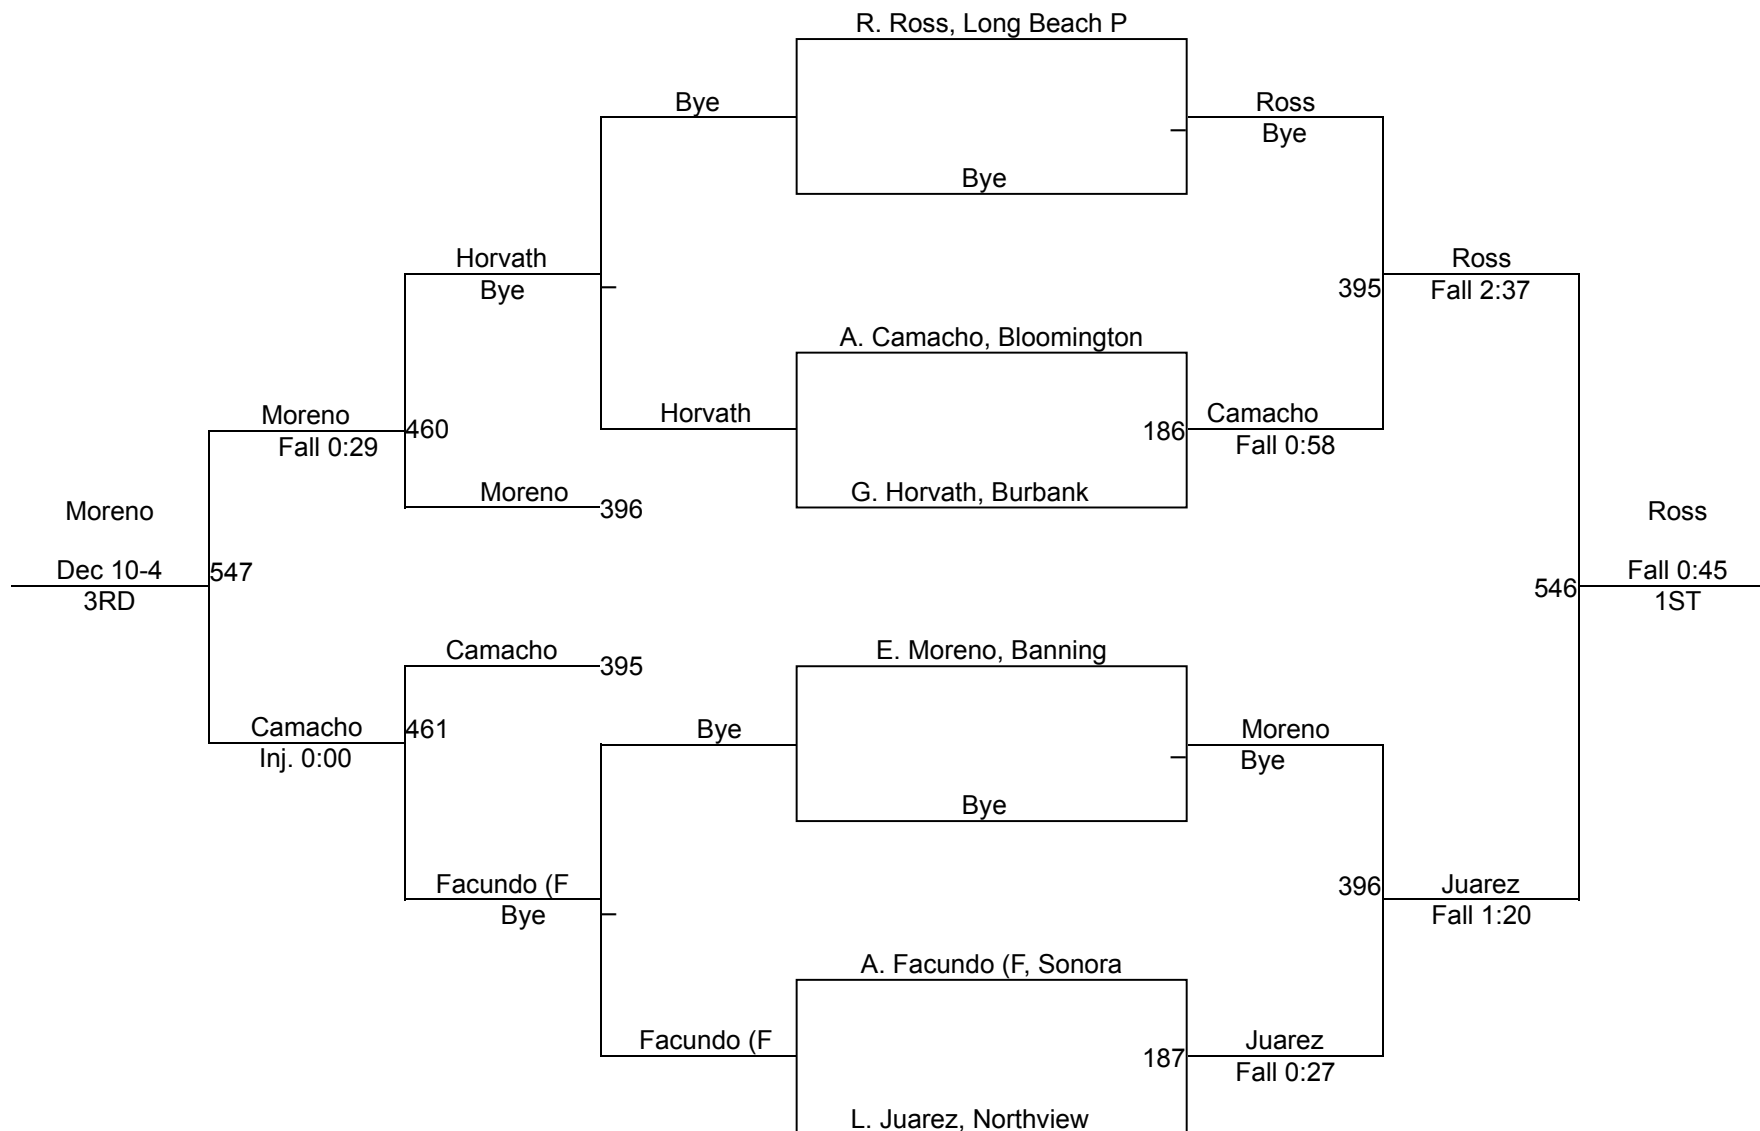 R. Ross, Long Beach P
Bye
Ross
Bye
Bye
Horvath
Bye
395
Ross
Fall 2:37
A. Camacho, Bloomington
Moreno
Fall 0:29
460
Horvath
186
Camacho
Fall 0:58
Moreno
396
G. Horvath, Burbank
Moreno
Dec 10-4
3RD
547
546
Ross
Fall 0:45
1ST
Camacho
395
E. Moreno, Banning
Camacho
Inj. 0:00
461
Bye
Moreno
Bye
Bye
Facundo (F
Bye
396
Juarez
Fall 1:20
A. Facundo (F, Sonora
Facundo (F
187
Juarez
Fall 0:27
L. Juarez, Northview